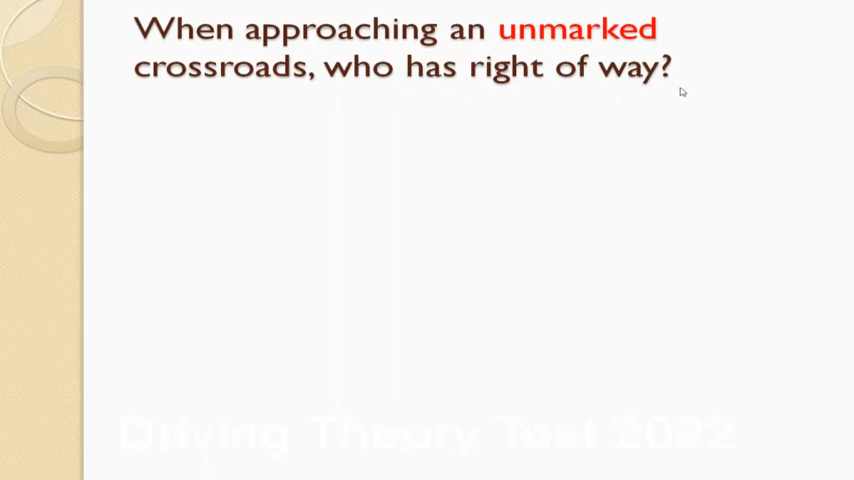 When approaching an unmarked
crossroads, who has right of way?
Driving Theory Test 2022